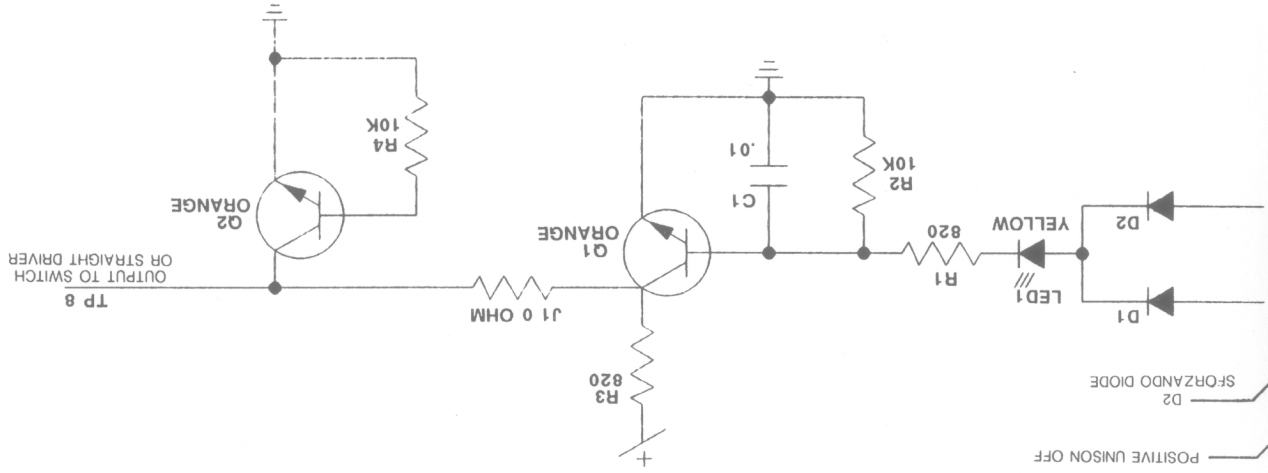 POSITIVE UNISON OFF
D2
SFORZANDO DIODE
+
R3
820
D1
LED1
YELLOW
D2
R1
820
R2
10K
C1
.01
Q1
ORANGE
J1 0 OHM
TP 8
OUTPUT TO SWITCH
OR STRAIGHT DRIVER
Q2
ORANGE
R4
10K